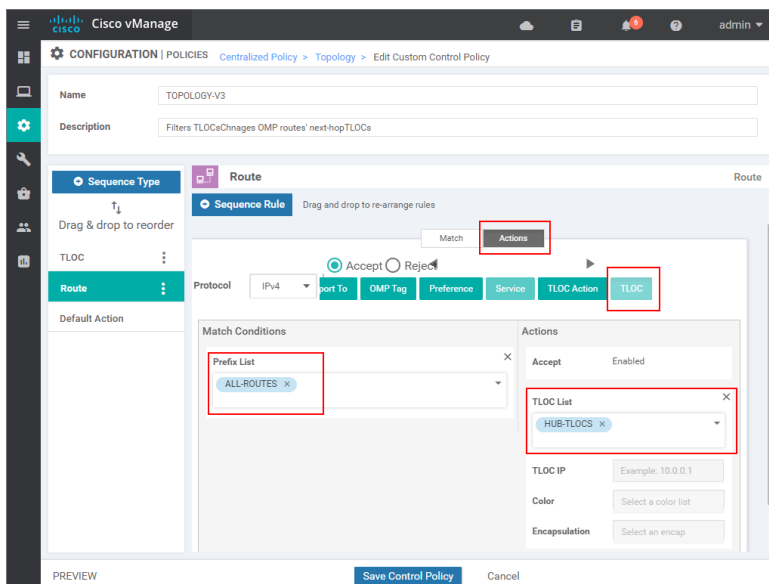 CISCO Cisco vManage 6 admin
CONFIGURATION | POLICIES Centralized Policy > Topology > Edit Custom Control Policy
Name TOPOLOGY-V3
Description Filters TLOCsChnages OMP routes' next-hopTLOCs
Sequence Type
Drag & drop to reorder
TLOC
Route
Default Action
Route Route
Sequence Rule Drag and drop to re-arrange rules
Match Actions
Accept Reject
Protocol IPv4 port To OMP Tag Preference Service TLOC Action TLOC
Match Conditions
Prefix List ×
ALL-ROUTES ×
Actions
Accept Enabled
TLOC List ×
HUB-TLOCS ×
TLOC IP Example: 10.0.0.1
Color Select a color list
Encapsulation Select an encap
PREVIEW Save Control Policy Cancel